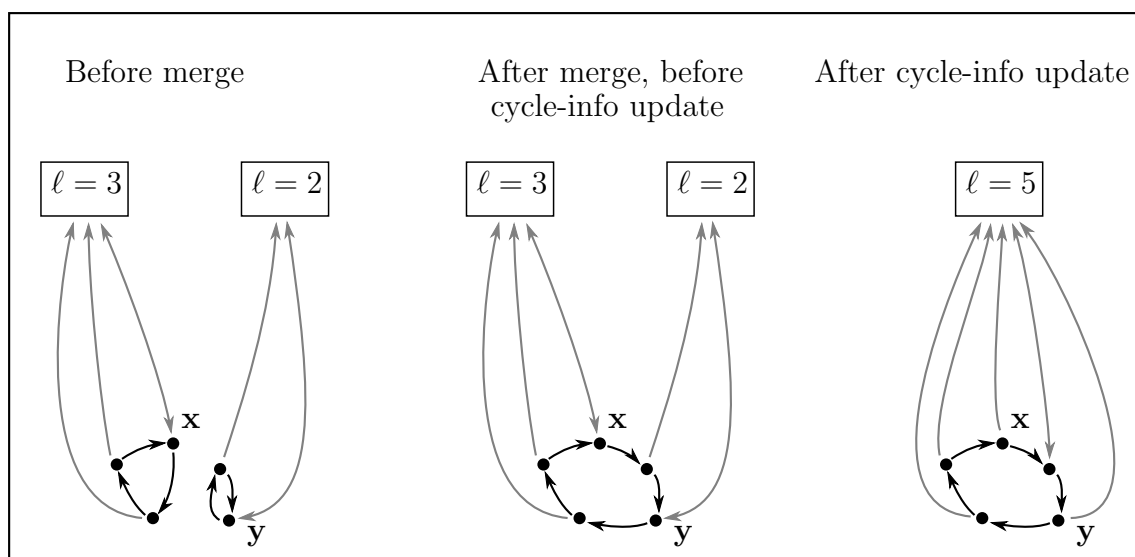 Before merge
After merge, before
cycle-info update
After cycle-info update
ℓ = 3
ℓ = 2
ℓ = 3
ℓ = 2
ℓ = 5
x
y
x
y
x
y